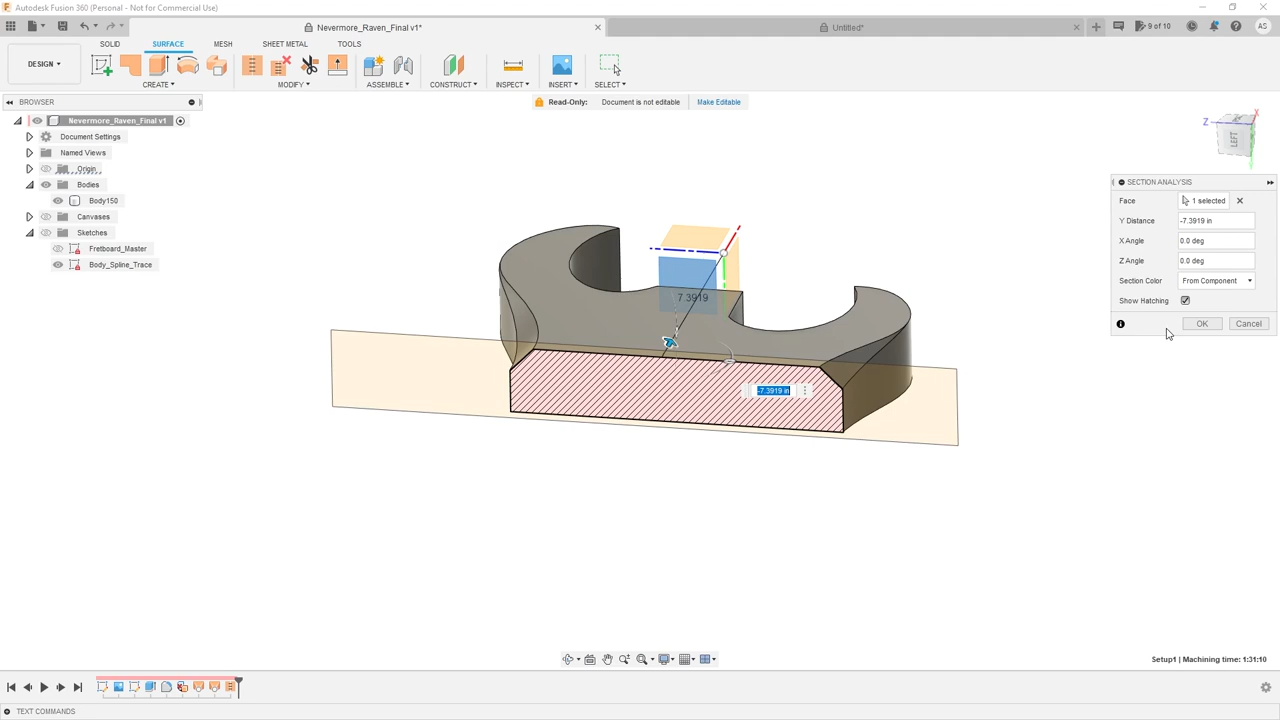 Autodesk Fusion 360 (Personal - Not for Commercial Use)
Nevermore_Raven_Final v1*
Untitled*
9 of 10
AS
DESIGN
SOLID
SURFACE
MESH
SHEET METAL
TOOLS
CREATE
MODIFY
ASSEMBLE
CONSTRUCT
INSPECT
INSERT
SELECT
BROWSER
Read-Only:
Document is not editable
Make Editable
Nevermore_Raven_Final v1
Document Settings
Named Views
Origin
Bodies
Body150
Canvases
Sketches
Fretboard_Master
Body_Spline_Trace
X
Z
LEFT
SECTION ANALYSIS
Face
1 selected
Y Distance
-7.3919 in
X Angle
0.0 deg
Z Angle
0.0 deg
Section Color
From Component
Show Hatching
OK
Cancel
7.3919
-7.3919 in
Setup1 | Machining time: 1:31:10
TEXT COMMANDS